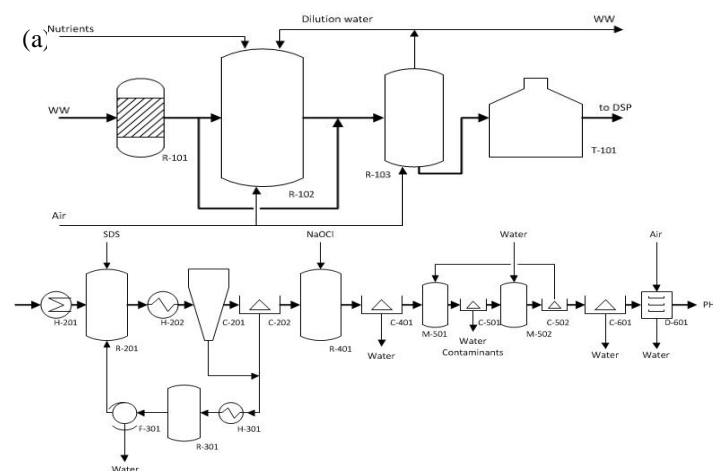 (a)
Nutrients
Dilution water
WW
WW
to DSP
R-101
R-102
R-103
T-101
Air
SDS
NaOCl
Water
Air
H-201
R-201
H-202
C-201
C-202
R-401
C-401
M-501
C-501
M-502
C-502
C-601
D-601
PH
Water
Water
Contaminants
Water
Water
F-301
R-301
H-301
Water